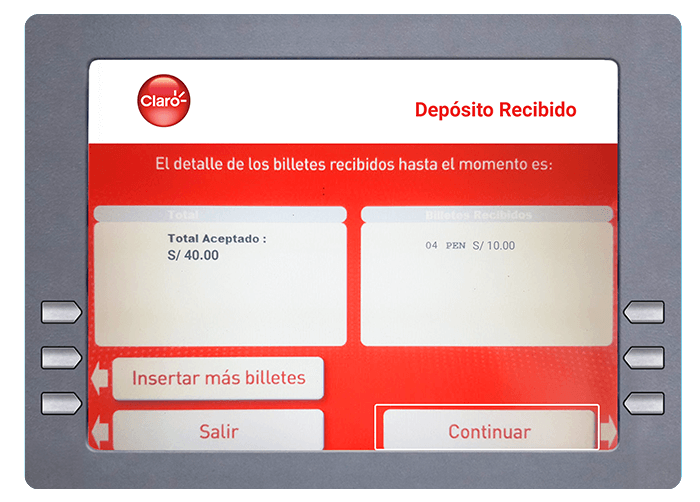 Claro
Depósito Recibido
El detalle de los billetes recibidos hasta el momento es:
Total
Billetes Recibidos
Total Aceptado :
S/ 40.00
04 PEN S/ 10.00
Insertar más billetes
Salir
Continuar